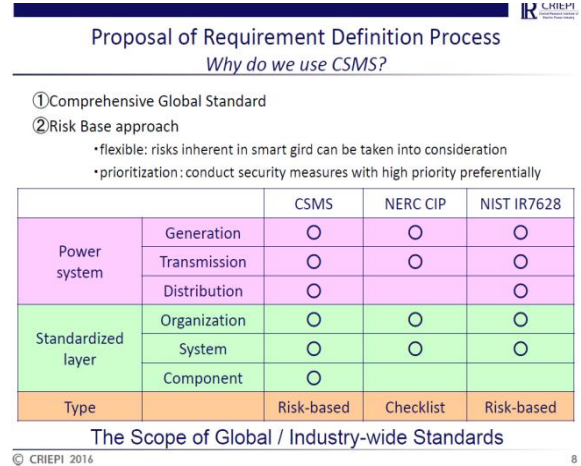 CRIEPI
Proposal of Requirement Definition Process
Why do we use CSMS?
①Comprehensive Global Standard
②Risk Base approach
•flexible: risks inherent in smart gird can be taken into consideration
•prioritization: conduct security measures with high priority preferentially
CSMS NERC CIP NIST IR7628
Power system Generation O O O
Transmission O O O
Distribution O O
Standardized layer Organization O O O
System O O O
Component O
Type Risk-based Checklist Risk-based
The Scope of Global / Industry-wide Standards
© CRIEPI 2016 8